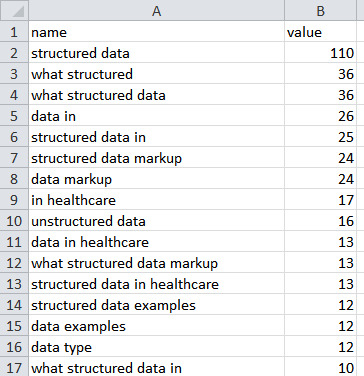 A B
1 name value
2 structured data 110
3 what structured 36
4 what structured data 36
5 data in 26
6 structured data in 25
7 structured data markup 24
8 data markup 24
9 in healthcare 17
10 unstructured data 16
11 data in healthcare 13
12 what structured data markup 13
13 structured data in healthcare 13
14 structured data examples 12
15 data examples 12
16 data type 12
17 what structured data in 10